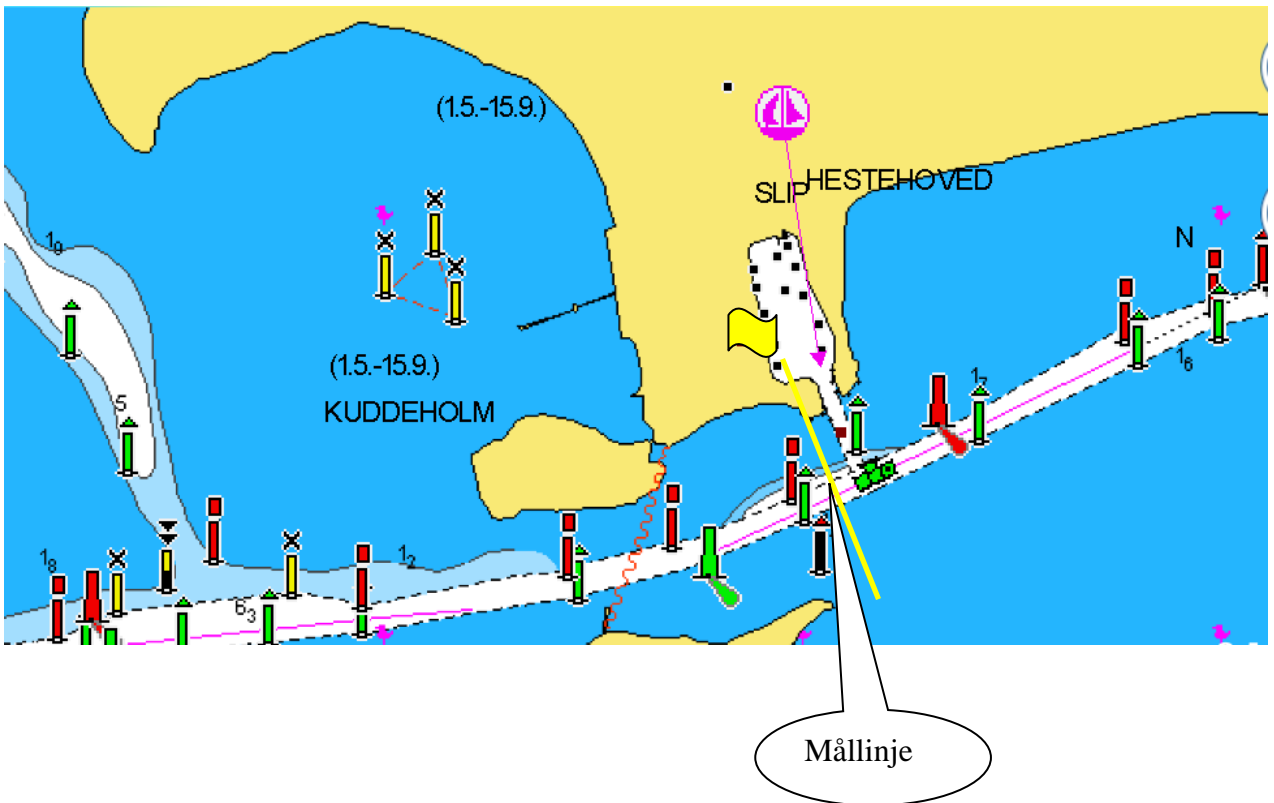 (1.5.-15.9.)
SLIP HESTEHOVED
N
1₉
(1.5.-15.9.)
KUDDEHOLM
5
1₇
1₆
1₈
1₂
6₃
Mållinje